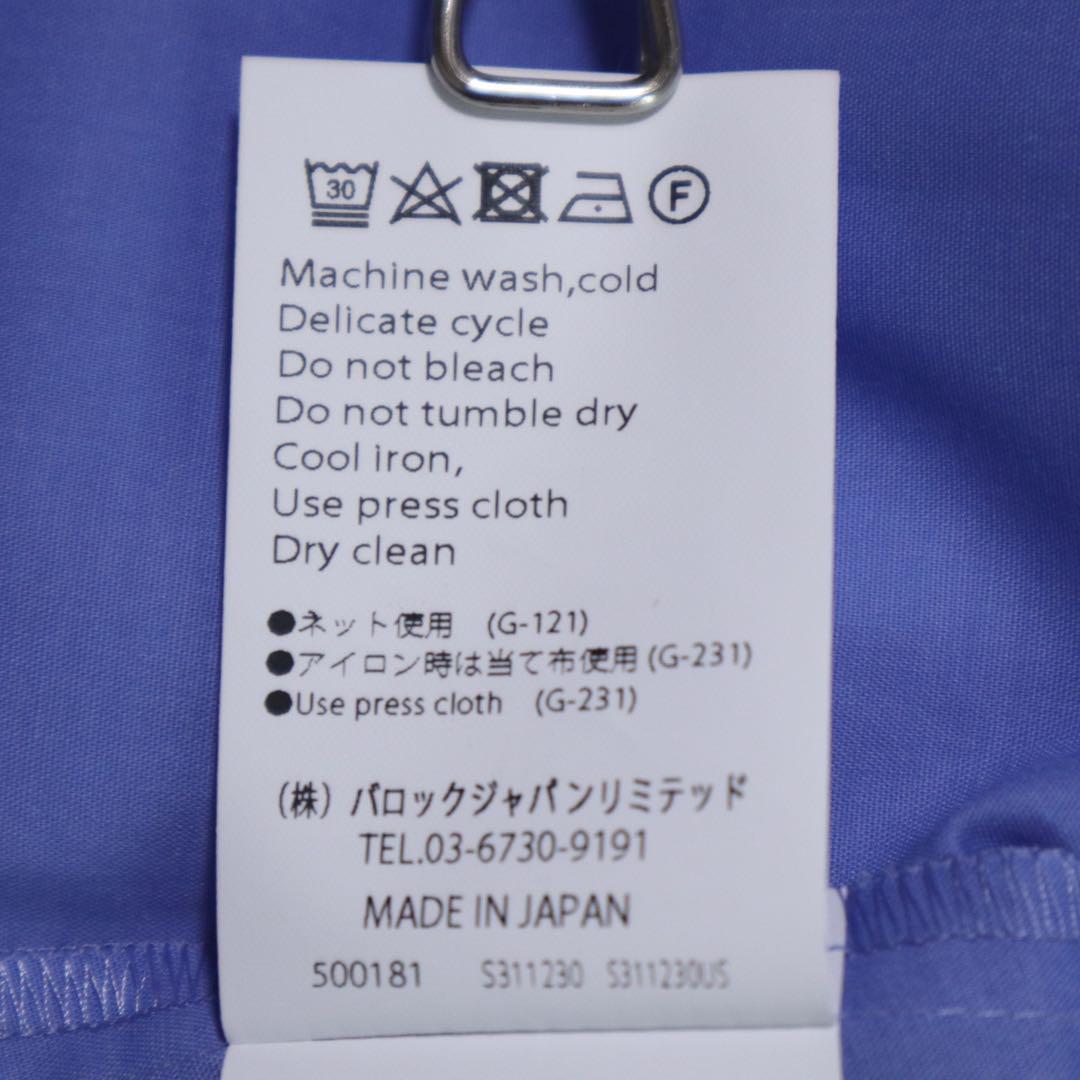 30 F
Machine wash,cold
Delicate cycle
Do not bleach
Do not tumble dry
Cool iron,
Use press cloth
Dry clean
●ネット使用 (G-121)
●アイロン時は当て布使用 (G-231)
●Use press cloth (G-231)
(株) バロックジャパンリミテッド
TEL.03-6730-9191
MADE IN JAPAN
500181 S311230 S311230US